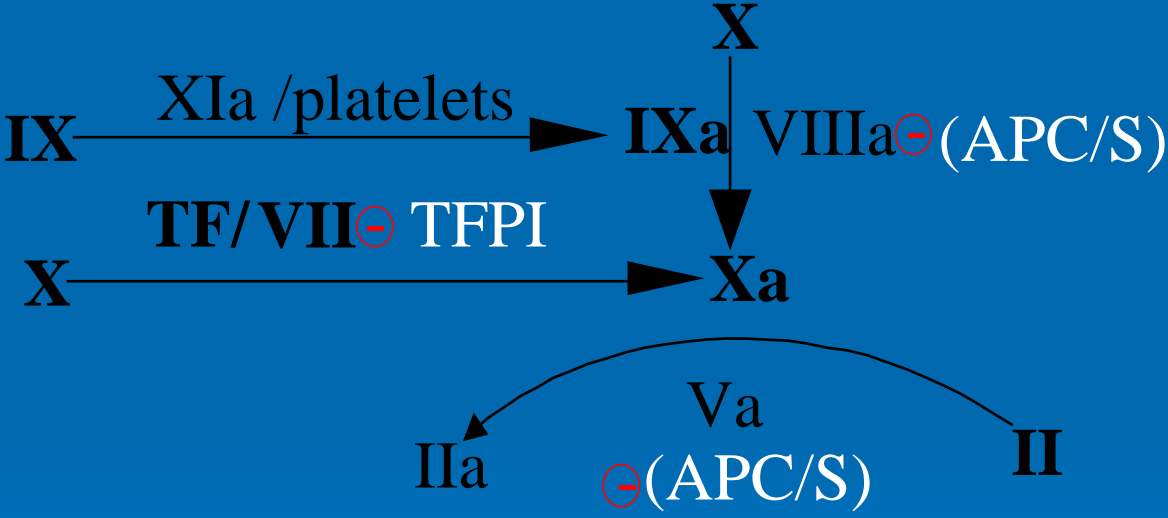 X
XIa /platelets
IX IXa VIIIa - (APC/S)
TF/VII - TFPI
X Xa
Va
IIa II
- (APC/S)